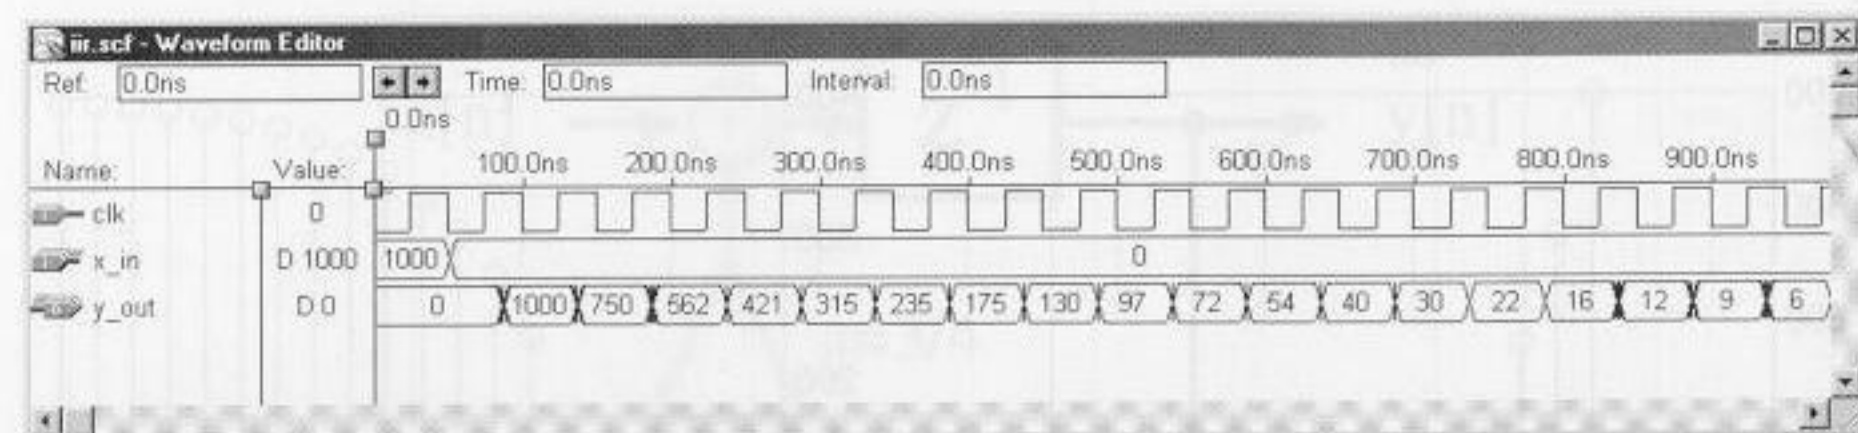 iir.scf - Waveform Editor
Ref: 0.0ns Time: 0.0ns Interval: 0.0ns
0.0ns
Name: Value: 100.0ns 200.0ns 300.0ns 400.0ns 500.0ns 600.0ns 700.0ns 800.0ns 900.0ns
clk 0
x_in D 1000 1000 0
y_out D 0 0 1000 750 562 421 315 235 175 130 97 72 54 40 30 22 16 12 9 6